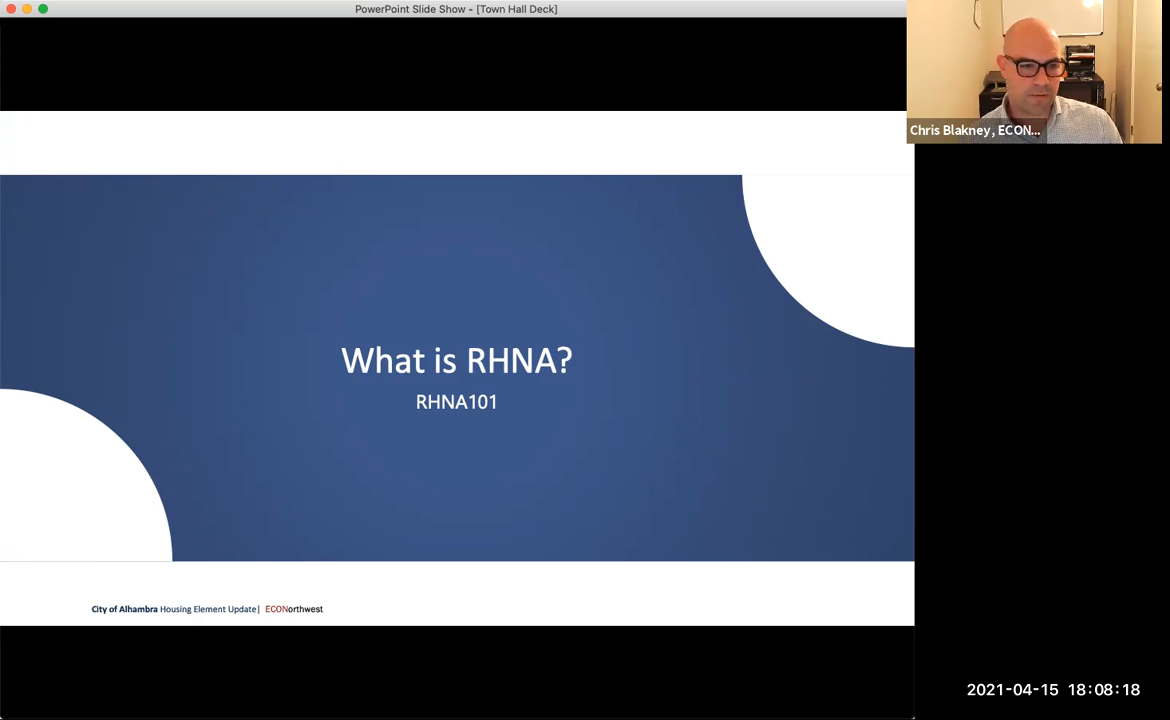 PowerPoint Slide Show - [Town Hall Deck]
Chris Blakney, ECON...
What is RHNA?
RHNA101
City of Alhambra Housing Element Update| ECONorthwest
2021-04-15 18:08:18